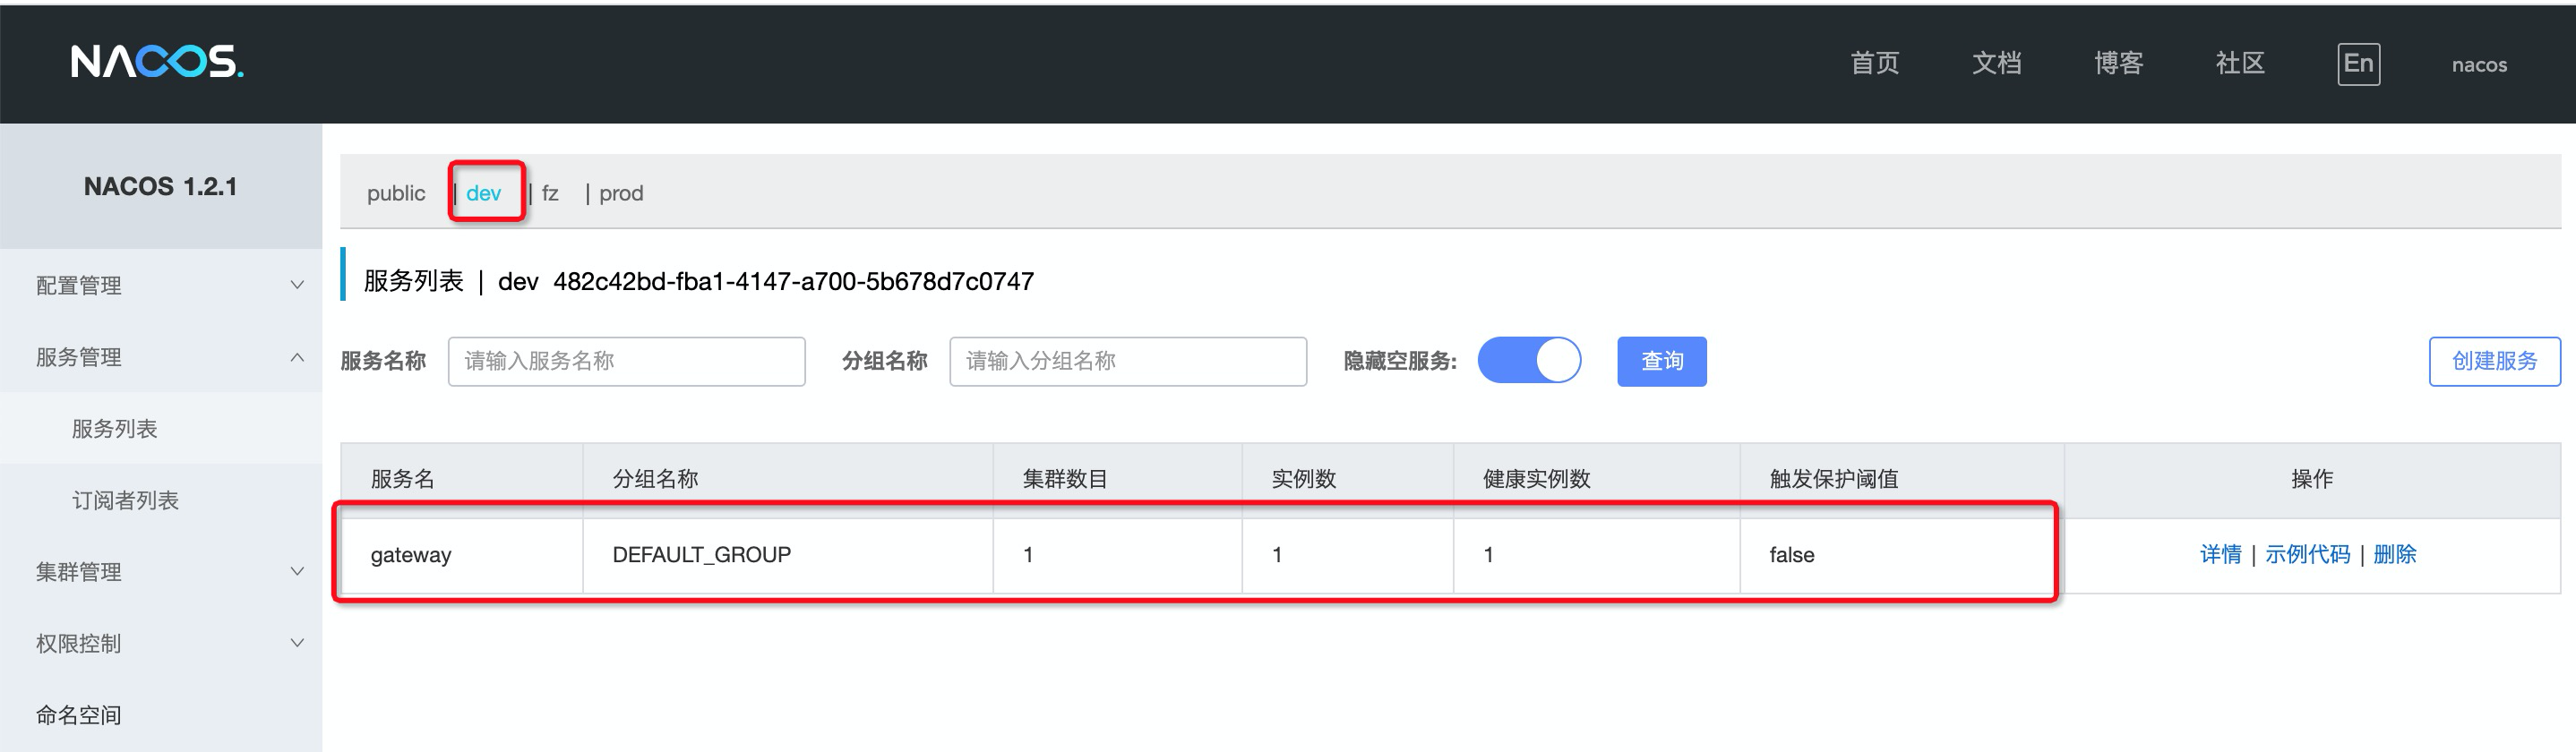 NACOS. 首页 文档 博客 社区 En nacos
NACOS 1.2.1
public | dev | fz | prod
配置管理
服务列表 | dev 482c42bd-fba1-4147-a700-5b678d7c0747
服务管理
服务名称 请输入服务名称 分组名称 请输入分组名称 隐藏空服务: 查询 创建服务
服务列表
订阅者列表
服务名 分组名称 集群数目 实例数 健康实例数 触发保护阈值 操作
gateway DEFAULT_GROUP 1 1 1 false 详情 | 示例代码 | 删除
集群管理
权限控制
命名空间